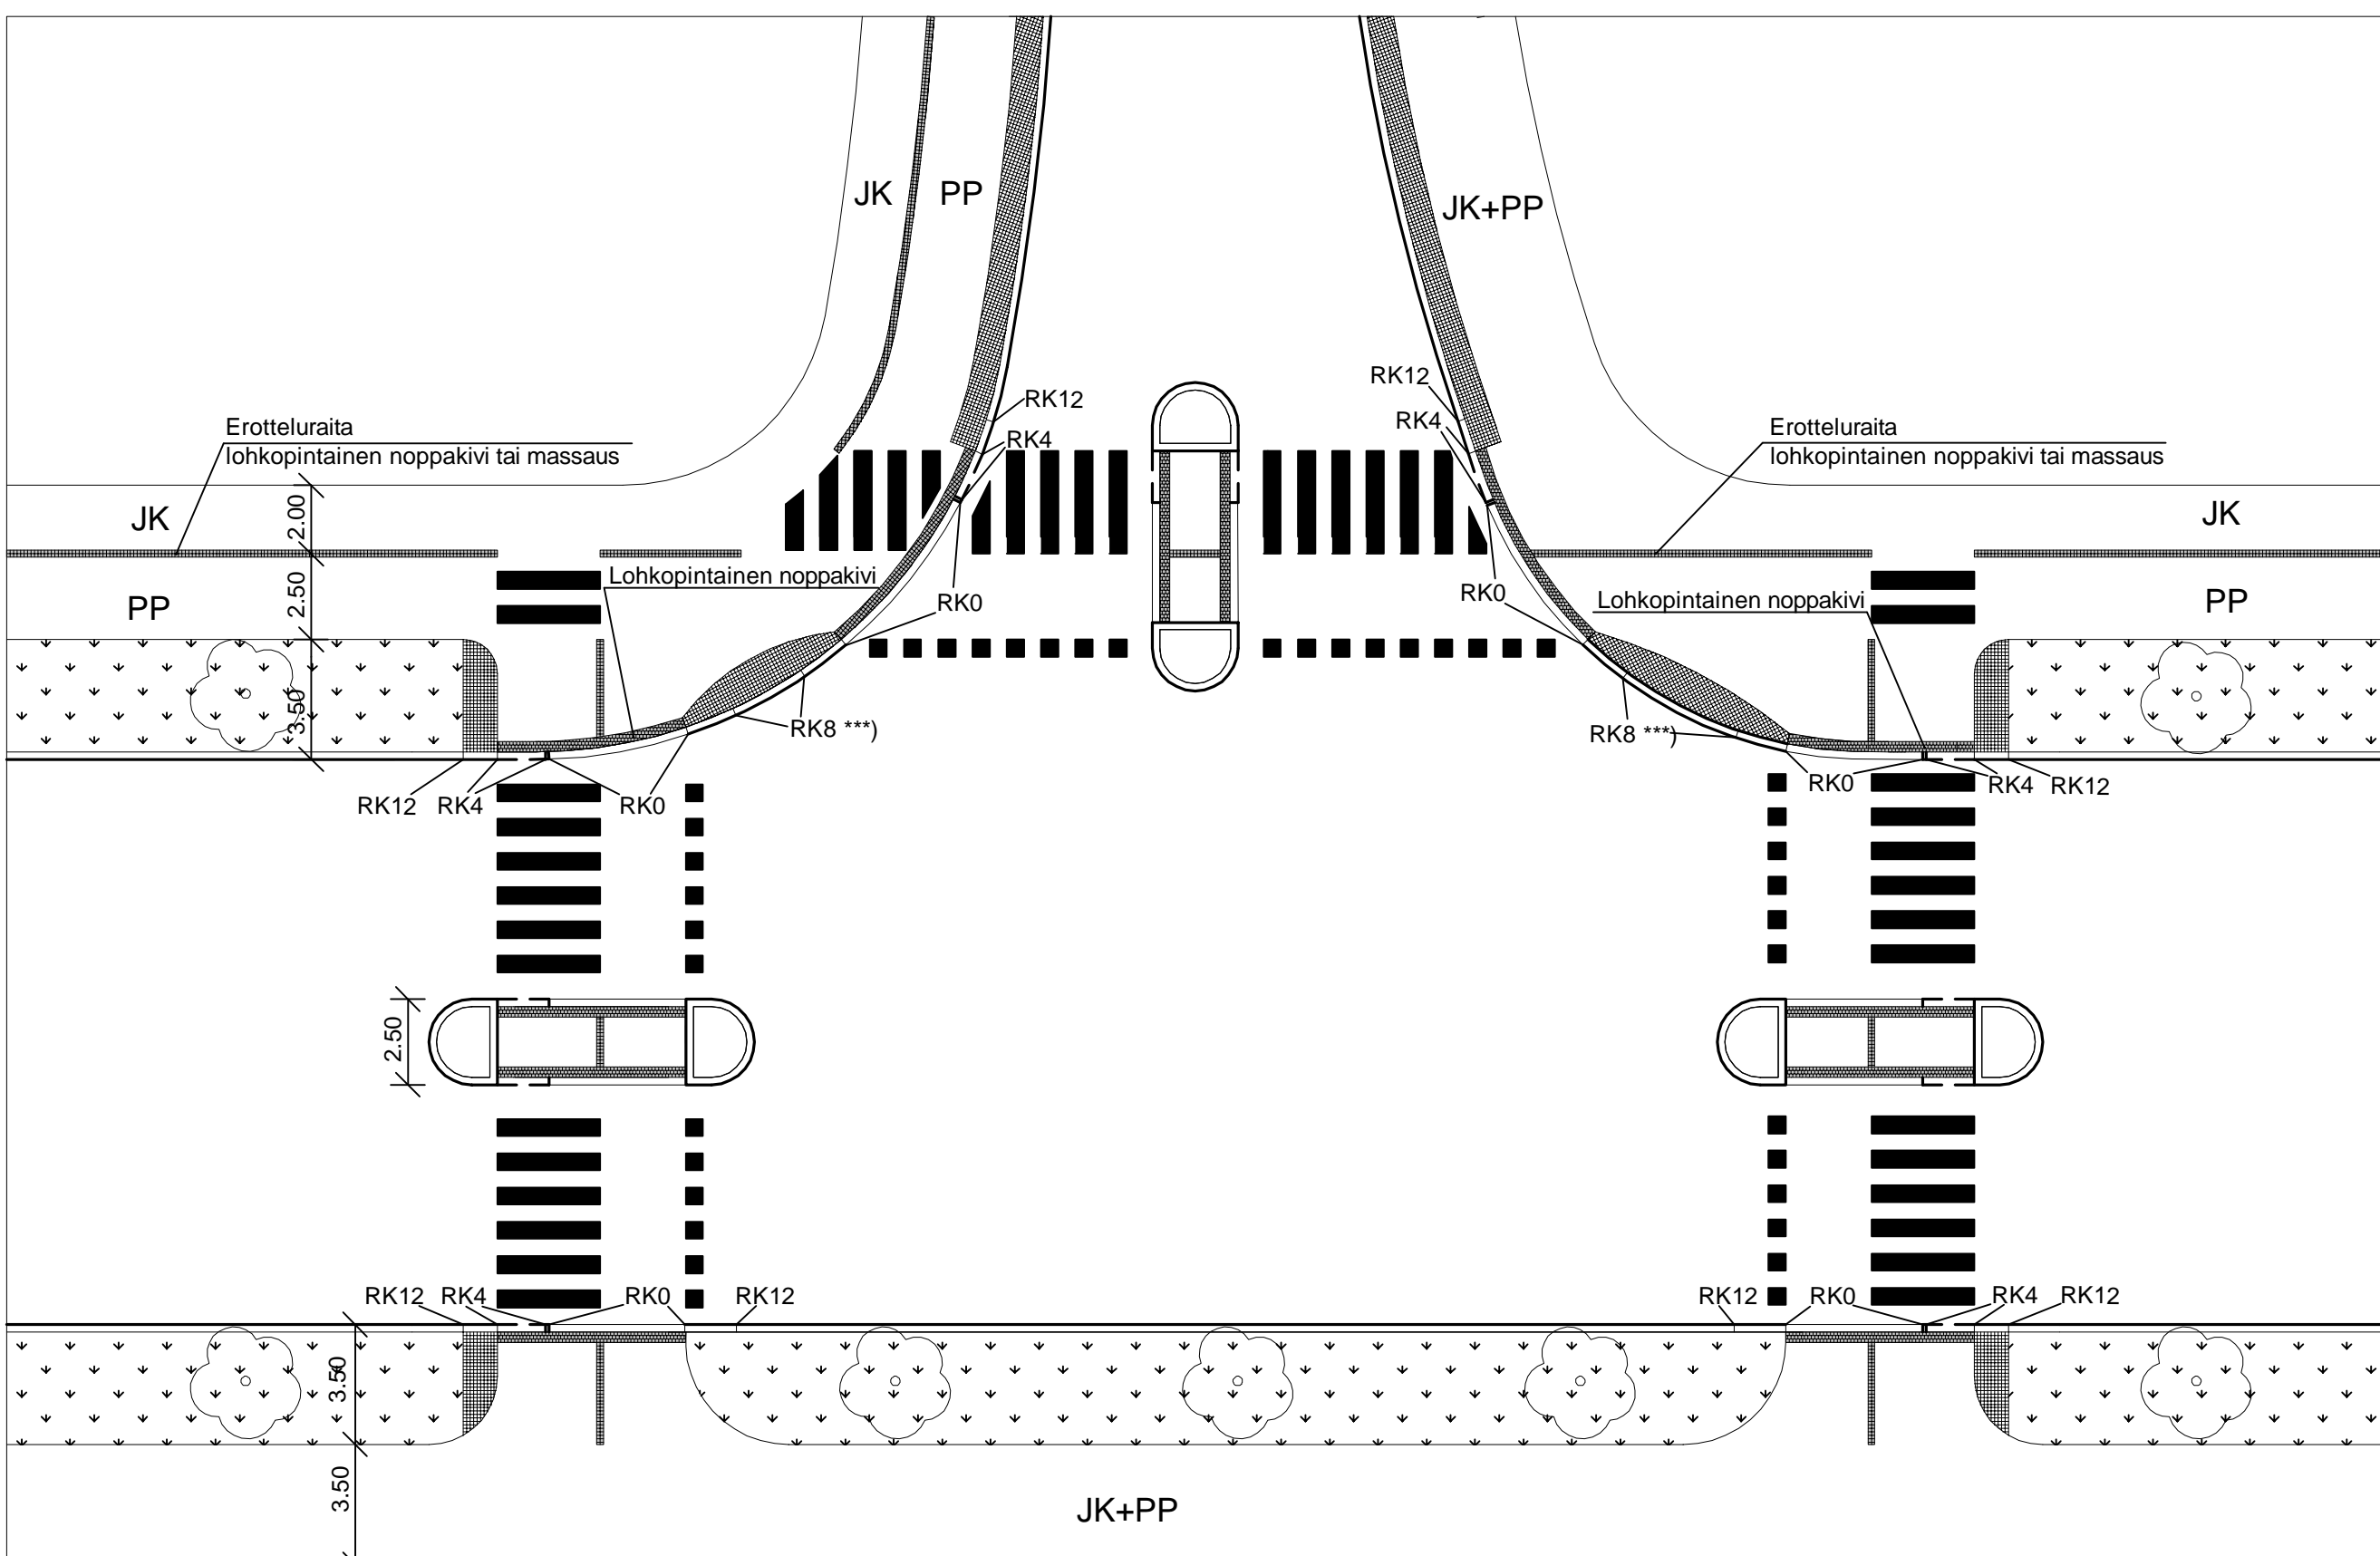 JK
PP
JK+PP
RK12
RK4
RK12
RK4
Erotteluraita
lohkopintainen noppakivi tai massaus
Erotteluraita
lohkopintainen noppakivi tai massaus
JK
2.00
JK
PP
2.50
Lohkopintainen noppakivi
RK0
RK0
Lohkopintainen noppakivi
PP
3.50
RK8 ***)
RK8 ***)
RK12
RK4
RK0
RK0
RK4
RK12
2.50
RK12
RK4
RK0
RK12
RK12
RK0
RK4
RK12
3.50
3.50
JK+PP